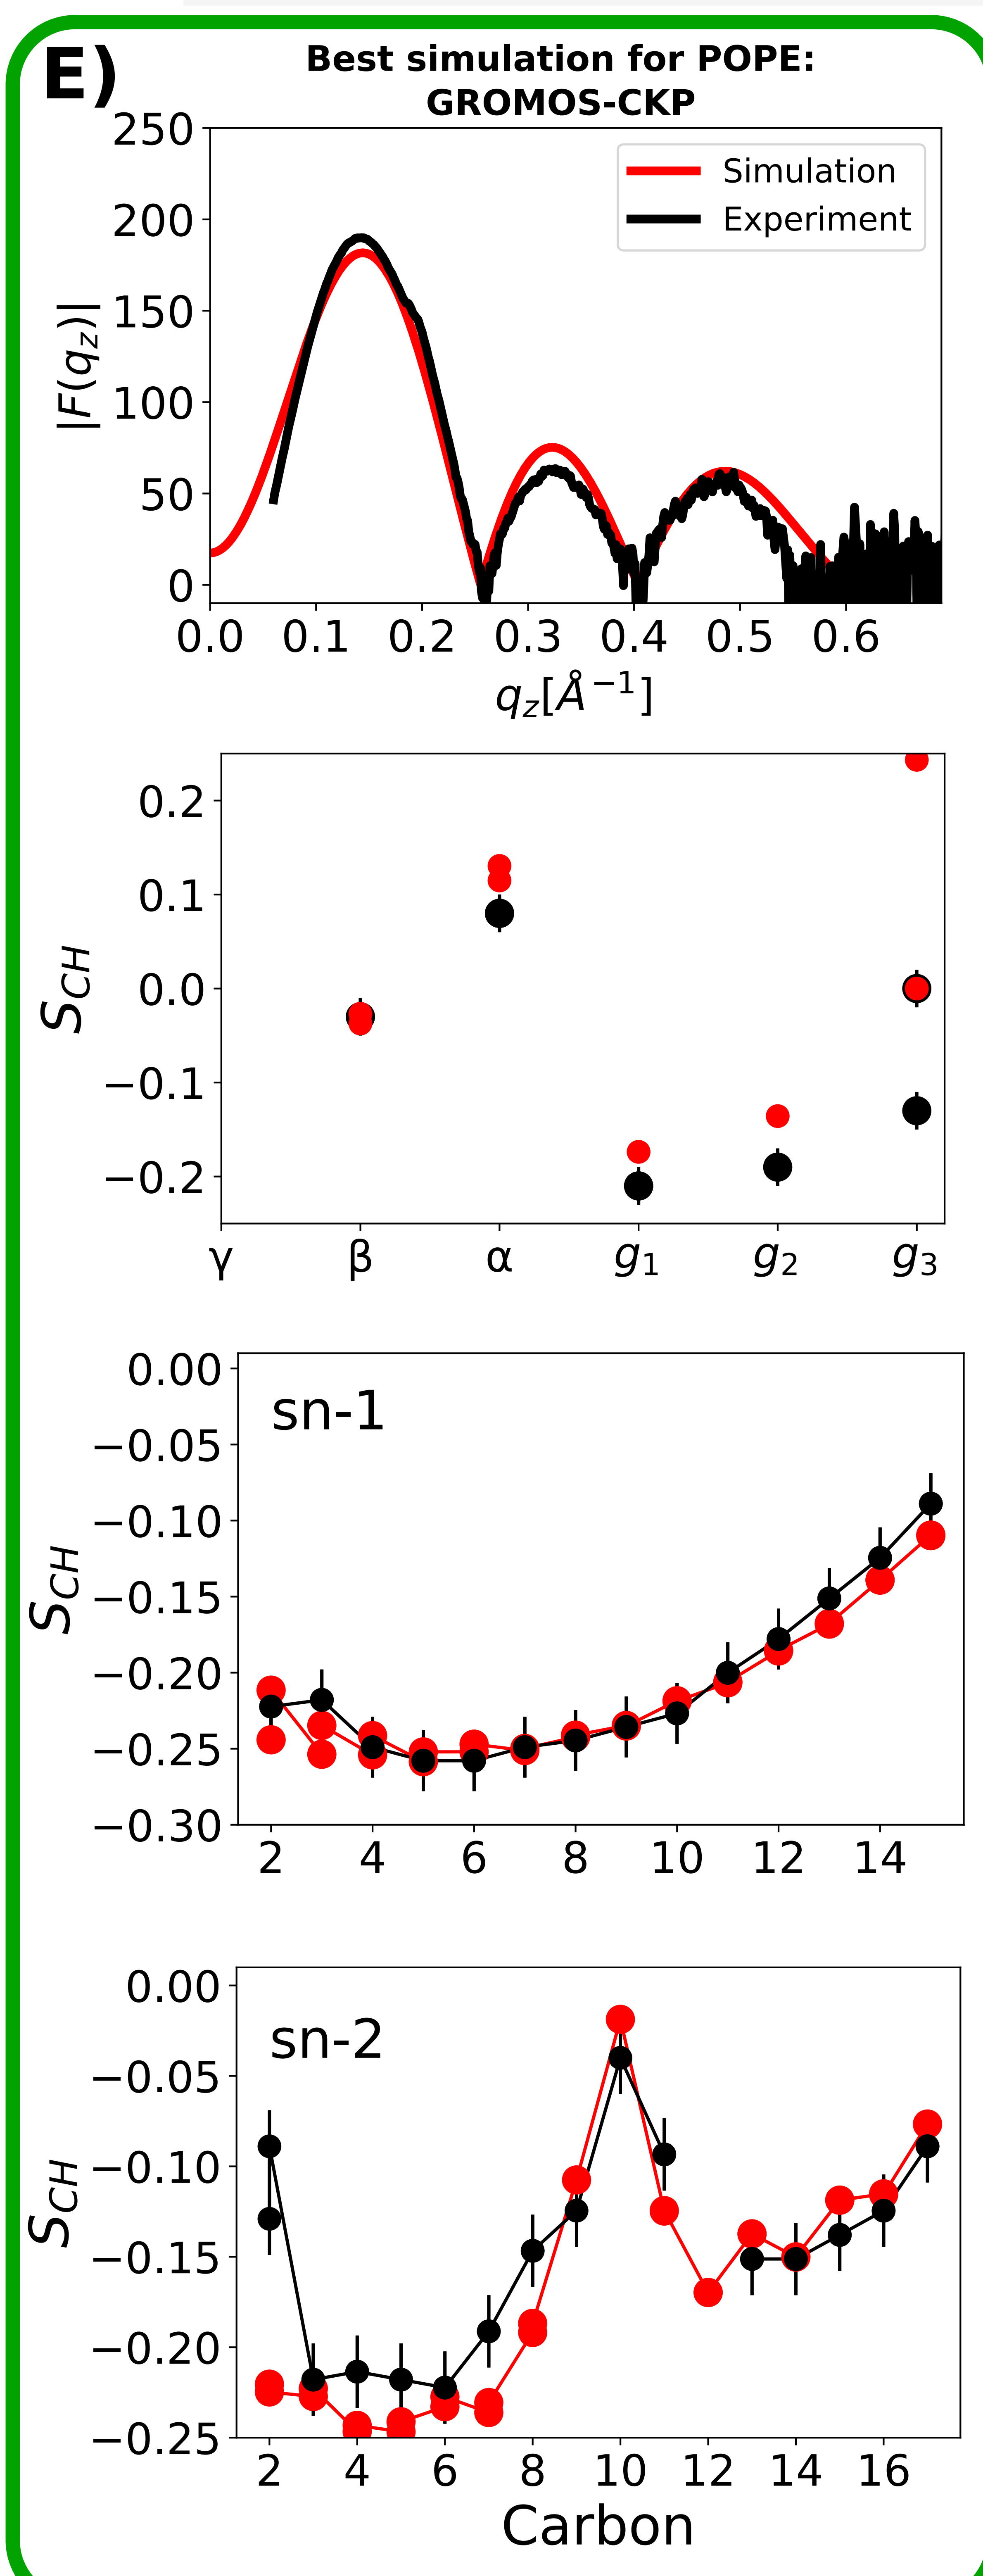 E)
Best simulation for POPE:
GROMOS-CKP
250
200
150
100
50
0
|F(q_z)|
Simulation
Experiment
0.0 0.1 0.2 0.3 0.4 0.5 0.6
q_z[Å⁻¹]
0.2
0.1
0.0
−0.1
−0.2
S_CH
γ β α g₁ g₂ g₃
0.00
−0.05
−0.10
−0.15
−0.20
−0.25
−0.30
S_CH
sn-1
2 4 6 8 10 12 14
0.00
−0.05
−0.10
−0.15
−0.20
−0.25
S_CH
sn-2
2 4 6 8 10 12 14 16
Carbon